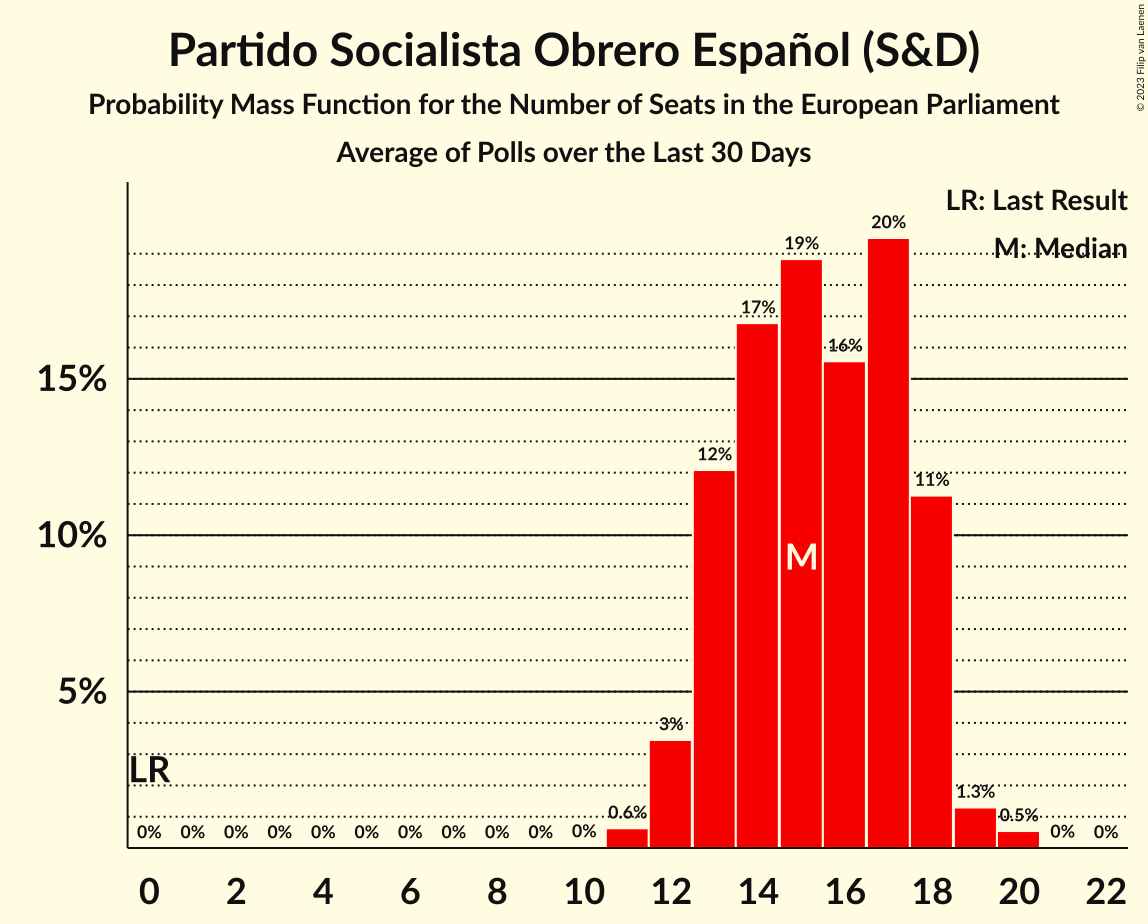 Partido Socialista Obrero Español (S&D)
Probability Mass Function for the Number of Seats in the European Parliament
Average of Polls over the Last 30 Days
© 2023 Filip van Laenen
LR: Last Result
M: Median
15%
10%
5%
LR
M
0% 0% 0% 0% 0% 0% 0% 0% 0% 0% 0% 0.6% 3% 12% 17% 19% 16% 20% 11% 1.3% 0.5% 0% 0%
0 2 4 6 8 10 12 14 16 18 20 22